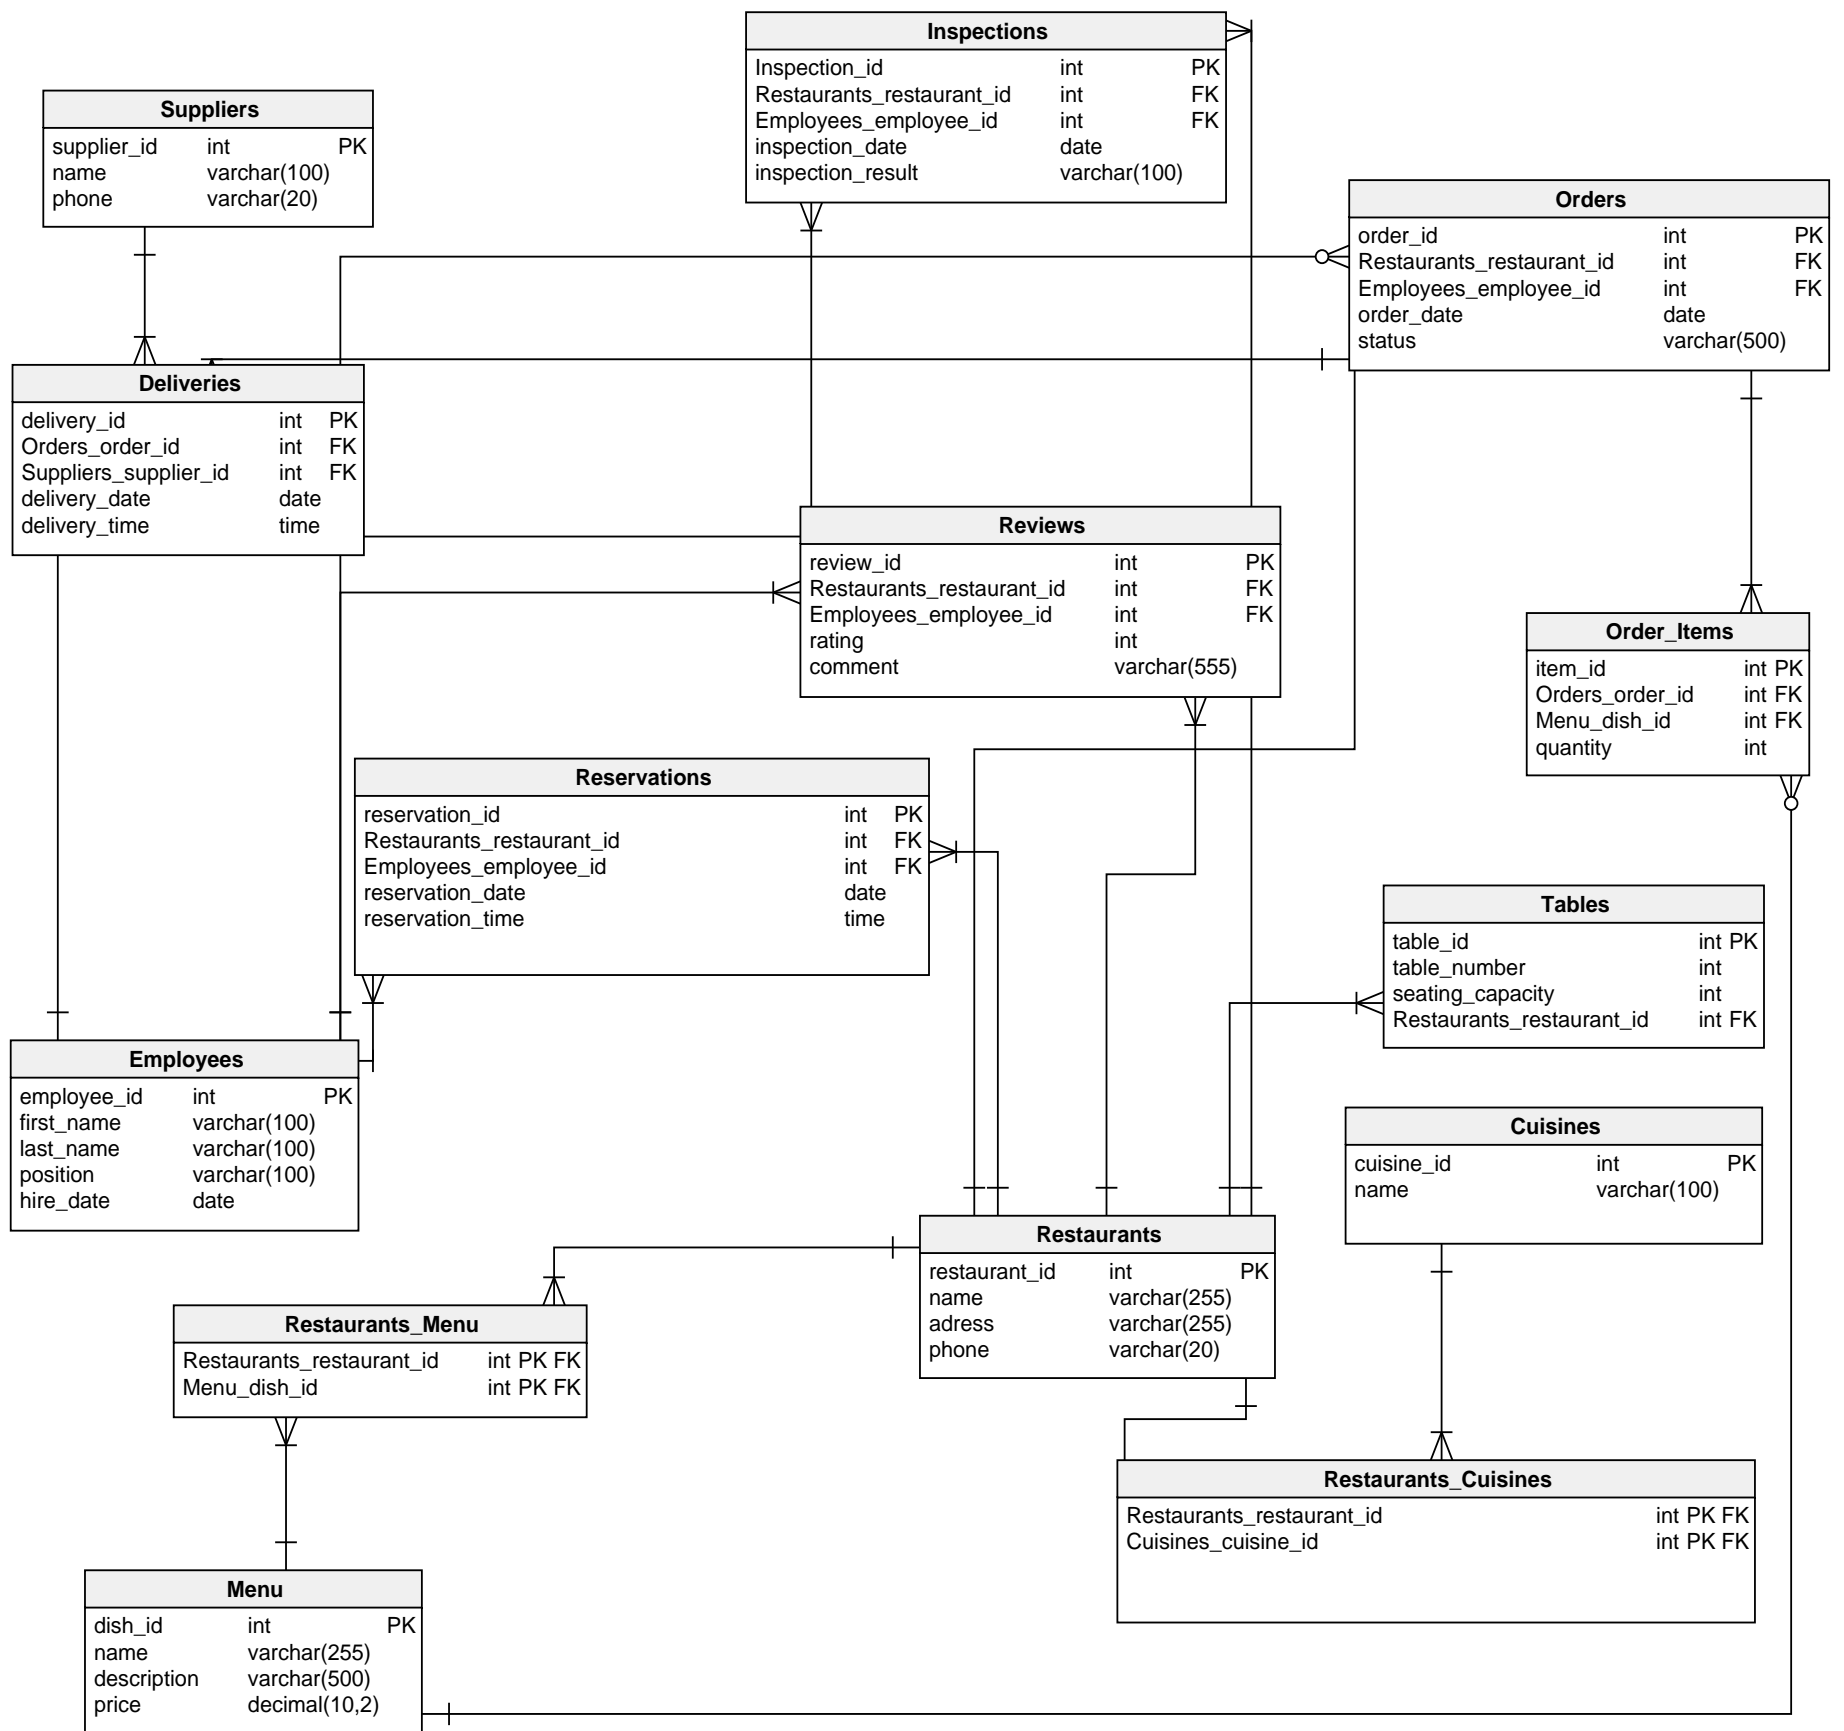 Inspections
Inspection_id int PK
Restaurants_restaurant_id int FK
Employees_employee_id int FK
inspection_date date
inspection_result varchar(100)
Suppliers
supplier_id int PK
name varchar(100)
phone varchar(20)
Orders
order_id int PK
Restaurants_restaurant_id int FK
Employees_employee_id int FK
order_date date
status varchar(500)
Deliveries
delivery_id int PK
Orders_order_id int FK
Suppliers_supplier_id int FK
delivery_date date
delivery_time time
Reviews
review_id int PK
Restaurants_restaurant_id int FK
Employees_employee_id int FK
rating int
comment varchar(555)
Order_Items
item_id int PK
Orders_order_id int FK
Menu_dish_id int FK
quantity int
Reservations
reservation_id int PK
Restaurants_restaurant_id int FK
Employees_employee_id int FK
reservation_date date
reservation_time time
Tables
table_id int PK
table_number int
seating_capacity int
Restaurants_restaurant_id int FK
Employees
employee_id int PK
first_name varchar(100)
last_name varchar(100)
position varchar(100)
hire_date date
Cuisines
cuisine_id int PK
name varchar(100)
Restaurants
restaurant_id int PK
name varchar(255)
adress varchar(255)
phone varchar(20)
Restaurants_Menu
Restaurants_restaurant_id int PK FK
Menu_dish_id int PK FK
Restaurants_Cuisines
Restaurants_restaurant_id int PK FK
Cuisines_cuisine_id int PK FK
Menu
dish_id int PK
name varchar(255)
description varchar(500)
price decimal(10,2)